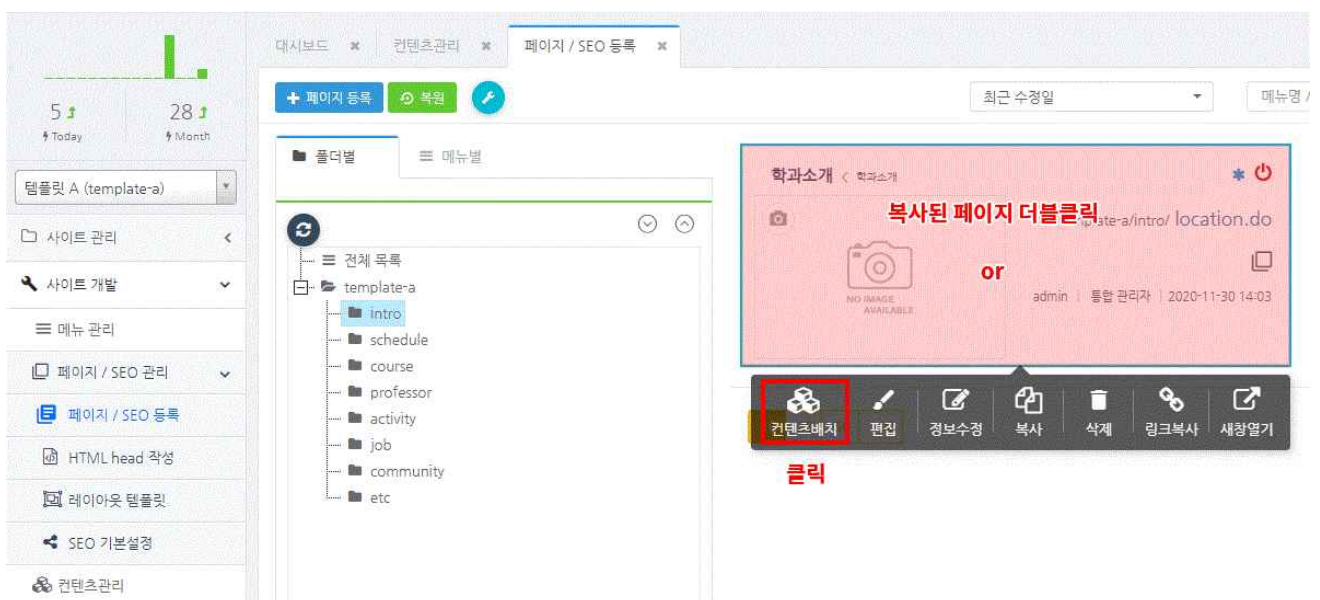 5
28
Today
Month
템플릿 A (template-a)
사이트 관리
사이트 개발
메뉴 관리
페이지 / SEO 관리
페이지 / SEO 등록
HTML head 작성
레이아웃 템플릿
SEO 기본설정
컨텐츠관리
대시보드
컨텐츠관리
페이지 / SEO 등록
페이지 등록
복원
최근 수정일
메뉴명 /
폴더별
메뉴별
전체 목록
template-a
intro
schedule
course
professor
activity
job
community
etc
학과소개 < 학과소개
복사된 페이지 더블클릭
ate-a/intro/ location.do
or
NO IMAGE
AVAILABLE
admin | 통합 관리자 | 2020-11-30 14:03
컨텐츠배치
편집
정보수정
복사
삭제
링크복사
새창열기
클릭